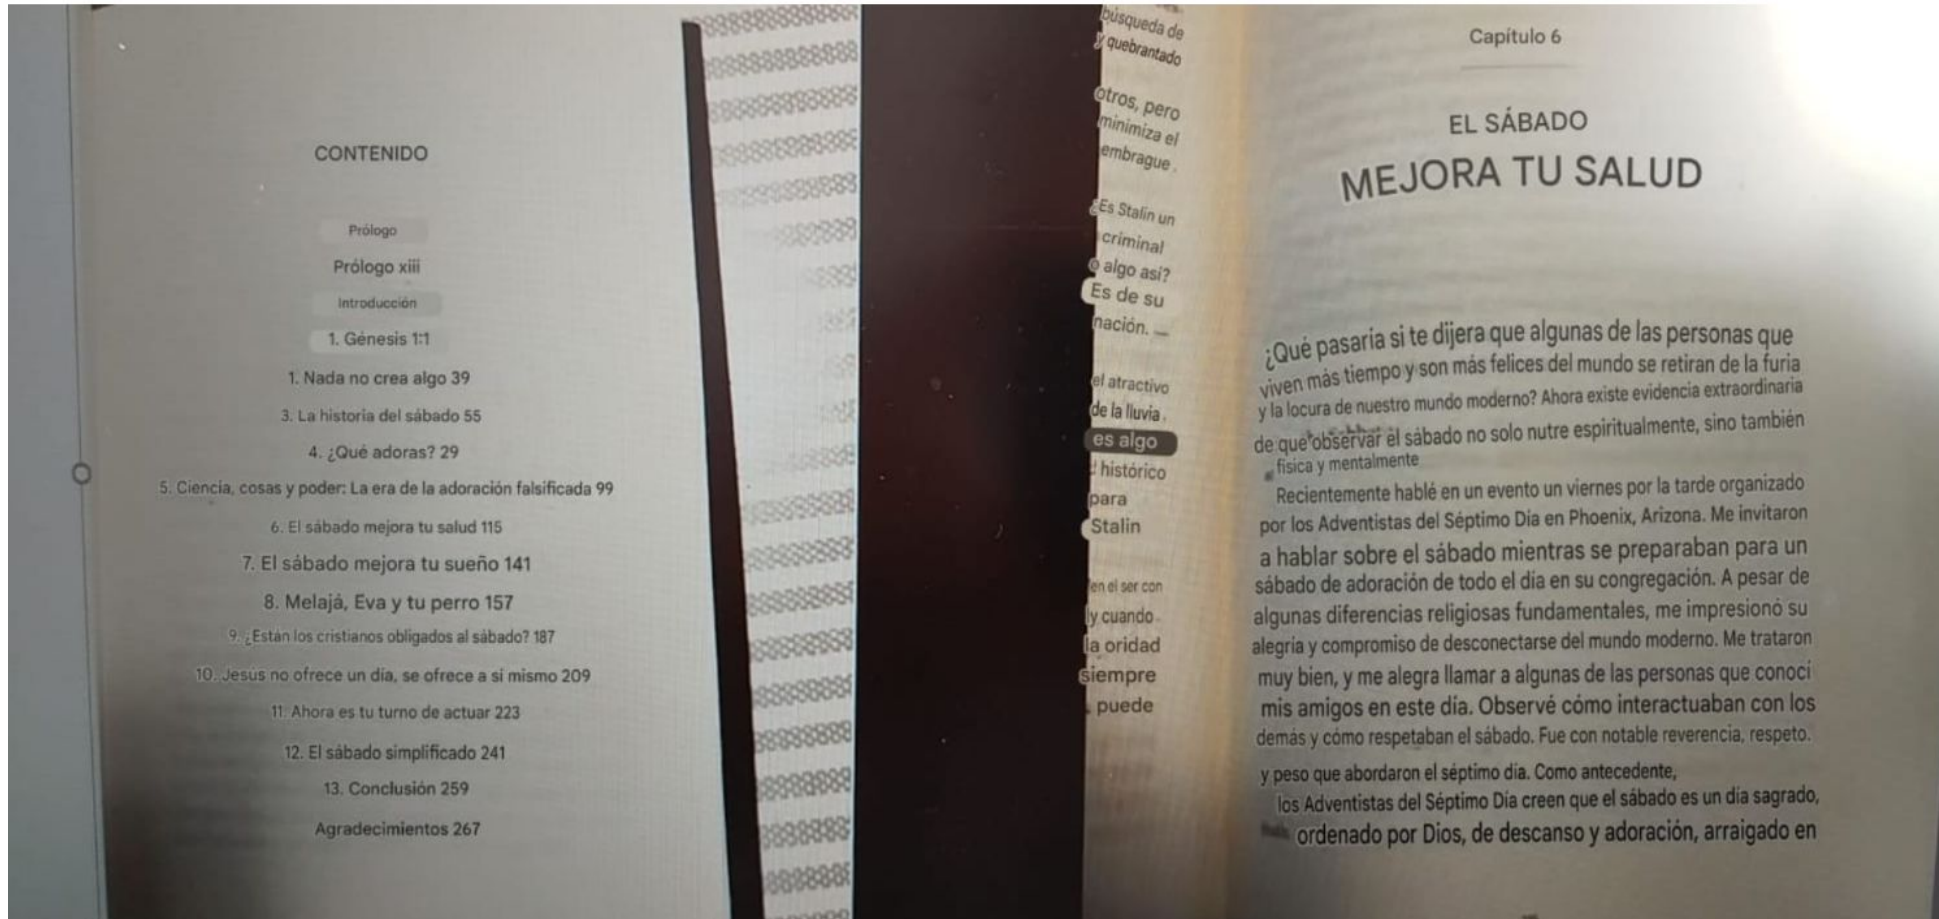 CONTENIDO
Prólogo
Prólogo xiii
Introducción
1. Génesis 1:1
1. Nada no crea algo 39
3. La historia del sábado 55
4. ¿Qué adoras? 29
5. Ciencia, cosas y poder: La era de la adoración falsificada 99
6. El sábado mejora tu salud 115
7. El sábado mejora tu sueño 141
8. Melajá, Eva y tu perro 157
9. ¿Están los cristianos obligados al sábado? 187
10. Jesús no ofrece un día, se ofrece a sí mismo 209
11. Ahora es tu turno de actuar 223
12. El sábado simplificado 241
13. Conclusión 259
Agradecimientos 267
búsqueda de
y quebrantado
otros, pero
minimiza el
embrague.
¿Es Stalin un
criminal
o algo así?
Es de su
nación. —
el atractivo
de la lluvia.
es algo
histórico
para
Stalin
en el ser con
y cuando
la oridad
siempre
puede
Capítulo 6
EL SÁBADO
MEJORA TU SALUD
¿Qué pasaría si te dijera que algunas de las personas que
viven más tiempo y son más felices del mundo se retiran de la furia
y la locura de nuestro mundo moderno? Ahora existe evidencia extraordinaria
de que observar el sábado no solo nutre espiritualmente, sino también
física y mentalmente
Recientemente hablé en un evento un viernes por la tarde organizado
por los Adventistas del Séptimo Día en Phoenix, Arizona. Me invitaron
a hablar sobre el sábado mientras se preparaban para un
sábado de adoración de todo el día en su congregación. A pesar de
algunas diferencias religiosas fundamentales, me impresionó su
alegría y compromiso de desconectarse del mundo moderno. Me trataron
muy bien, y me alegra llamar a algunas de las personas que conocí
mis amigos en este día. Observé cómo interactuaban con los
demás y cómo respetaban el sábado. Fue con notable reverencia, respeto.
y peso que abordaron el séptimo día. Como antecedente,
los Adventistas del Séptimo Día creen que el sábado es un día sagrado,
ordenado por Dios, de descanso y adoración, arraigado en